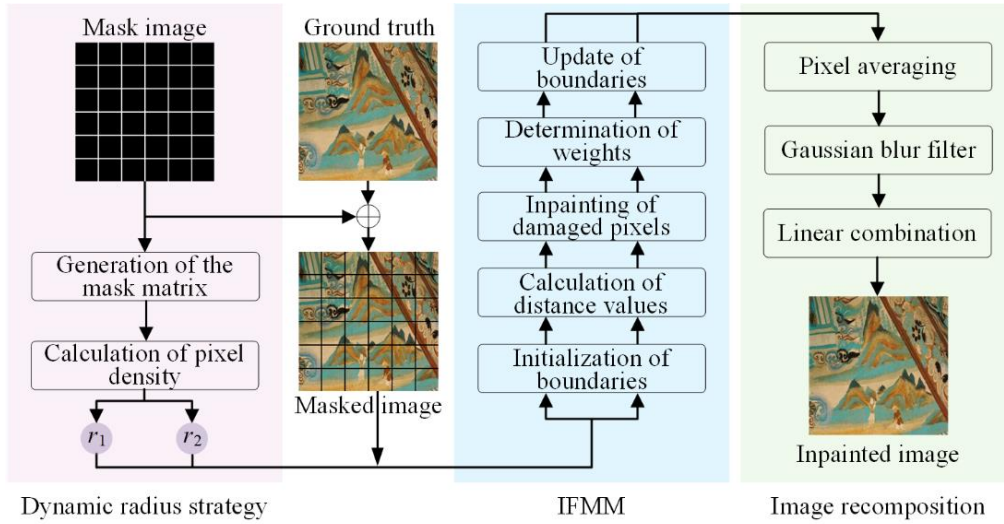 Mask image
Ground truth
Generation of the
mask matrix
Calculation of pixel
density
r1
r2
Masked image
Dynamic radius strategy
Update of
boundaries
Determination of
weights
Inpainting of
damaged pixels
Calculation of
distance values
Initialization of
boundaries
IFMM
Pixel averaging
Gaussian blur filter
Linear combination
Inpainted image
Image recomposition